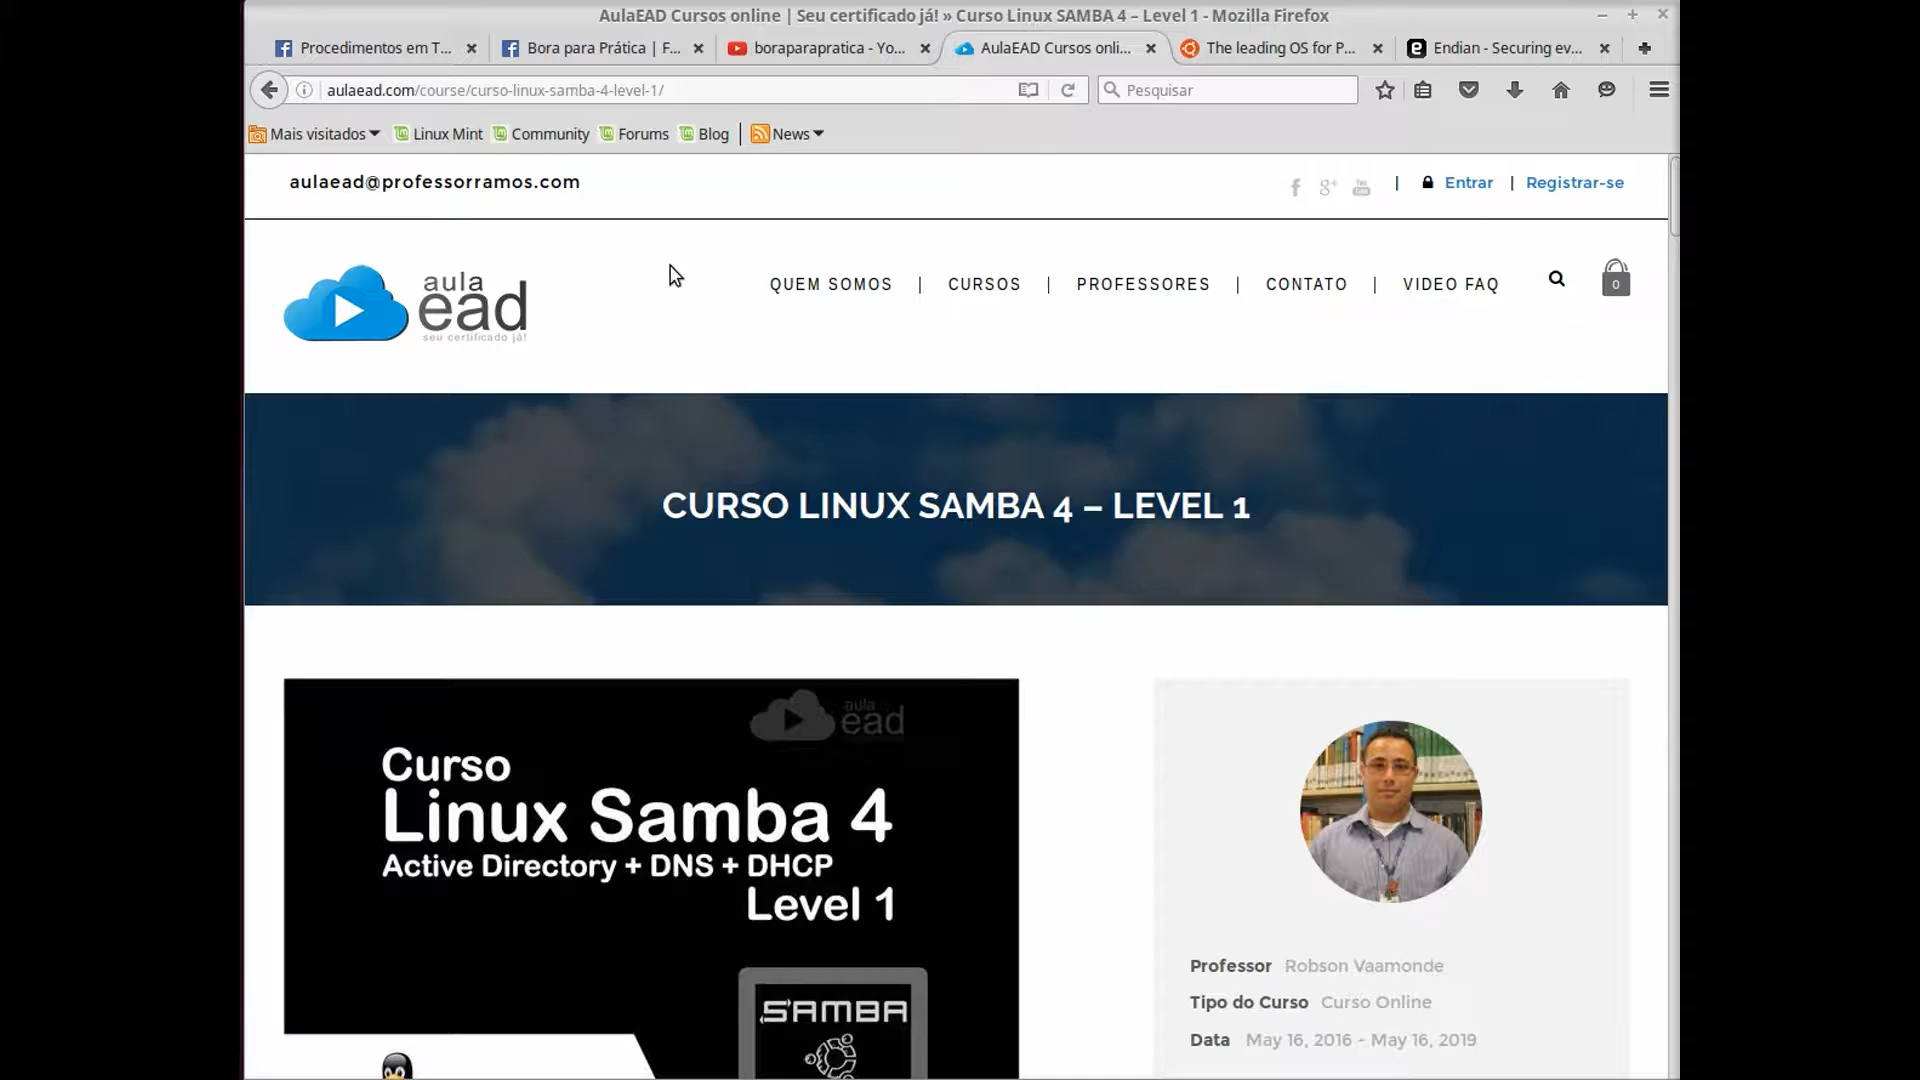 AulaEAD Cursos online | Seu certificado já! » Curso Linux SAMBA 4 – Level 1 - Mozilla Firefox
Procedimentos em T... Bora para Prática | F... boraparapratica - Yo... AulaEAD Cursos onli... The leading OS for P... Endian - Securing ev...
aulaead.com/course/curso-linux-samba-4-level-1/ Pesquisar
Mais visitados Linux Mint Community Forums Blog News
aulaead@professorramos.com | Entrar | Registrar-se
aula
ead
seu certificado já!
QUEM SOMOS | CURSOS | PROFESSORES | CONTATO | VIDEO FAQ 0
CURSO LINUX SAMBA 4 – LEVEL 1
aula
ead
Curso
Linux Samba 4
Active Directory + DNS + DHCP
Level 1
SAMBA
Professor Robson Vaamonde
Tipo do Curso Curso Online
Data May 16, 2016 - May 16, 2019